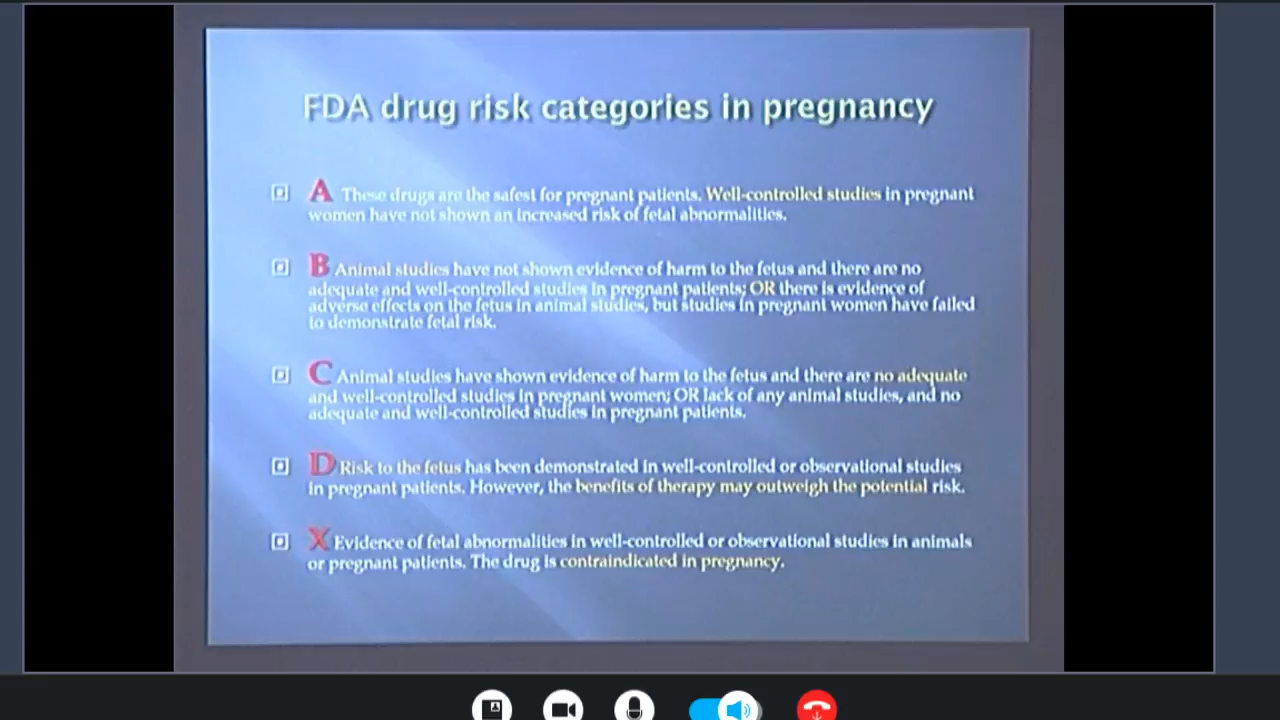 FDA drug risk categories in pregnancy
A These drugs are the safest for pregnant patients. Well-controlled studies in pregnant
women have not shown an increased risk of fetal abnormalities.
B Animal studies have not shown evidence of harm to the fetus and there are no
adequate and well-controlled studies in pregnant patients; OR there is evidence of
adverse effects on the fetus in animal studies, but studies in pregnant women have failed
to demonstrate fetal risk.
C Animal studies have shown evidence of harm to the fetus and there are no adequate
and well-controlled studies in pregnant women; OR lack of any animal studies, and no
adequate and well-controlled studies in pregnant patients.
D Risk to the fetus has been demonstrated in well-controlled or observational studies
in pregnant patients. However, the benefits of therapy may outweigh the potential risk.
X Evidence of fetal abnormalities in well-controlled or observational studies in animals
or pregnant patients. The drug is contraindicated in pregnancy.